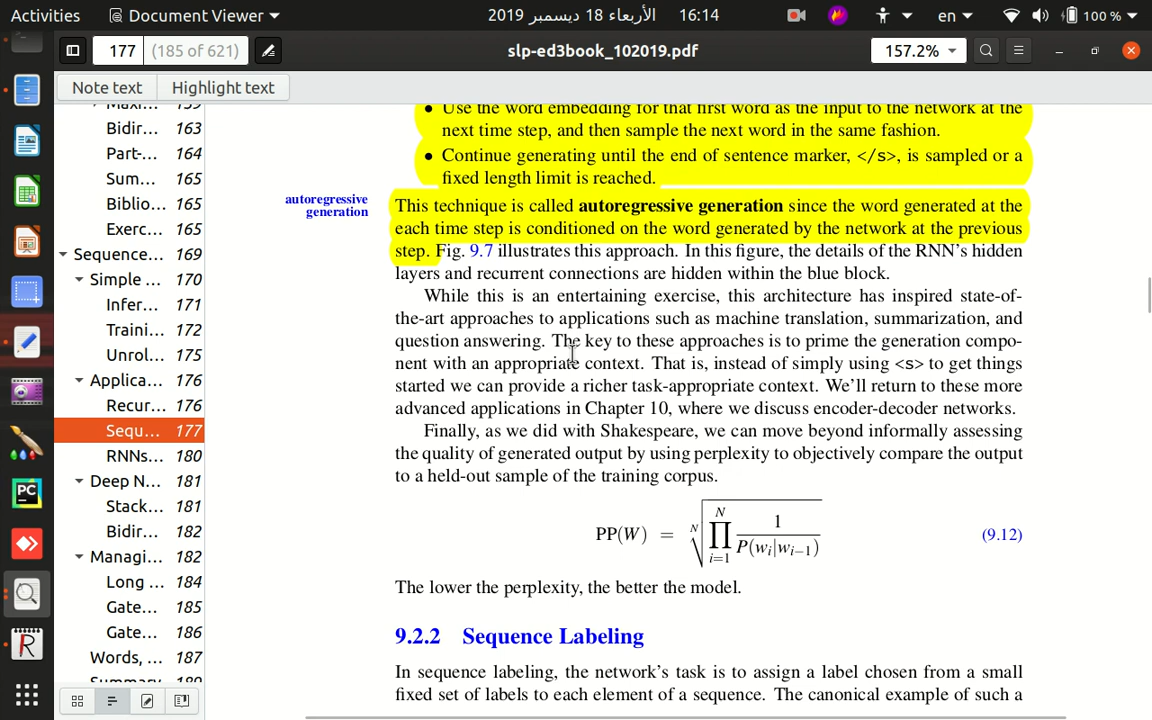 Activities
Document Viewer
الأربعاء 18 ديسمبر 2019 16:14
en
100 %
177
(185 of 621)
slp-ed3book_102019.pdf
157.2%
Note text
Highlight text
Bidir... 163
Part-... 164
Sum... 165
Biblio... 165
Exerc... 165
Sequence... 169
Simple ... 170
Infer... 171
Traini... 172
Unrol... 175
Applica... 176
Recur... 176
Sequ... 177
RNNs... 180
Deep N... 181
Stack... 181
Bidir... 182
Managi... 182
Long ... 184
Gate... 185
Gate... 186
Words, ... 187
• Use the word embedding for that first word as the input to the network at the
next time step, and then sample the next word in the same fashion.
• Continue generating until the end of sentence marker, </s>, is sampled or a
fixed length limit is reached.
autoregressive
generation
This technique is called autoregressive generation since the word generated at the
each time step is conditioned on the word generated by the network at the previous
step. Fig. 9.7 illustrates this approach. In this figure, the details of the RNN's hidden
layers and recurrent connections are hidden within the blue block.
While this is an entertaining exercise, this architecture has inspired state-of-
the-art approaches to applications such as machine translation, summarization, and
question answering. The key to these approaches is to prime the generation compo-
nent with an appropriate context. That is, instead of simply using <s> to get things
started we can provide a richer task-appropriate context. We'll return to these more
advanced applications in Chapter 10, where we discuss encoder-decoder networks.
Finally, as we did with Shakespeare, we can move beyond informally assessing
the quality of generated output by using perplexity to objectively compare the output
to a held-out sample of the training corpus.
PP(W) = \sqrt[N]{\prod_{i=1}^{N} \frac{1}{P(w_i|w_{i-1})}} (9.12)
The lower the perplexity, the better the model.
9.2.2 Sequence Labeling
In sequence labeling, the network's task is to assign a label chosen from a small
fixed set of labels to each element of a sequence. The canonical example of such a